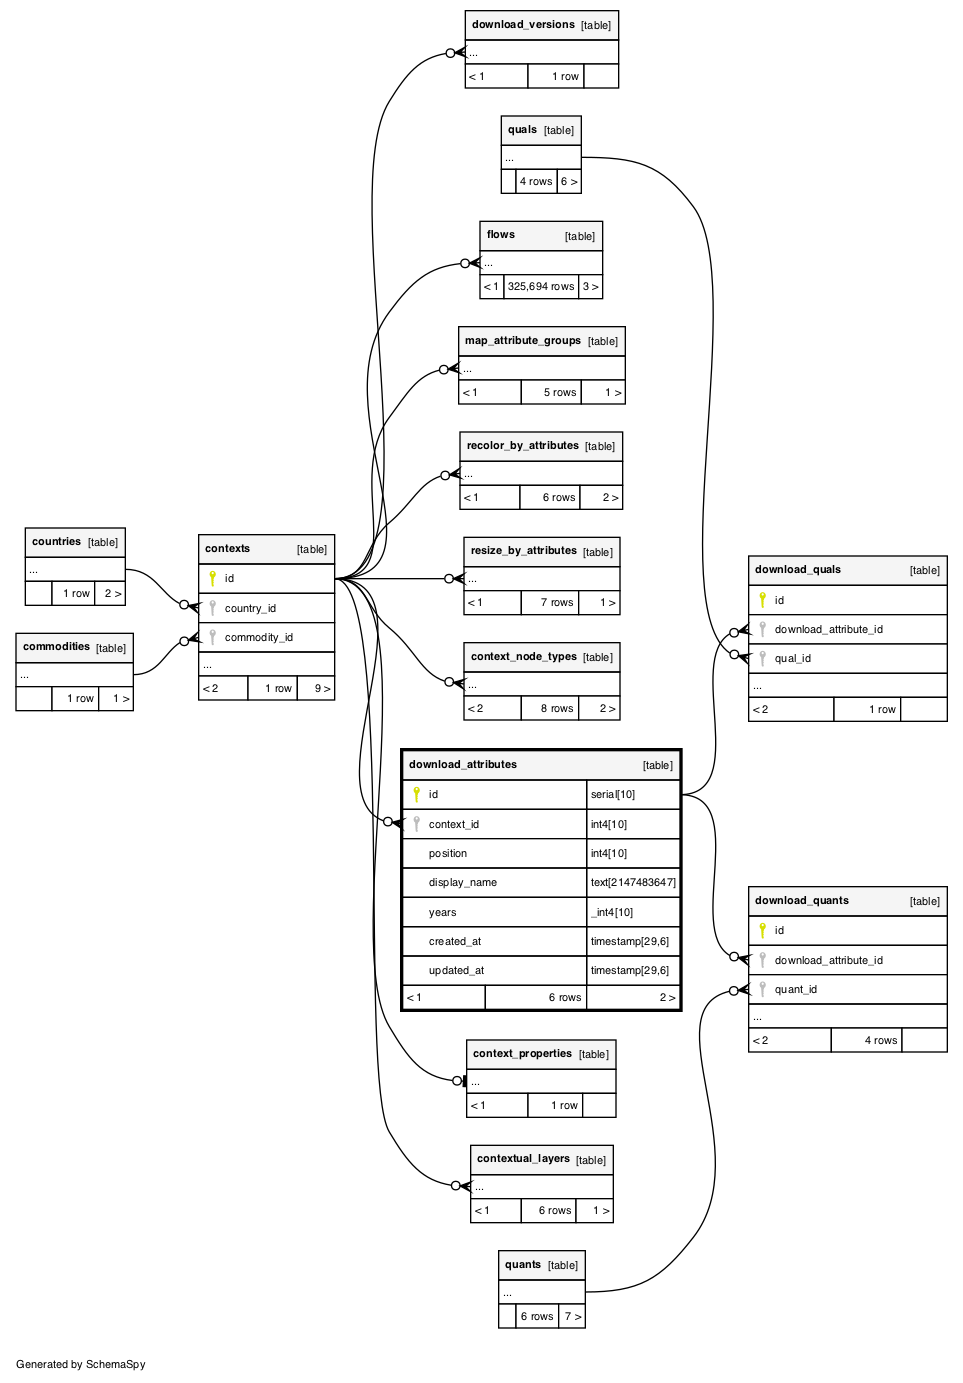 download_versions [table]
...
< 1 1 row
quals [table]
...
4 rows 6 >
flows [table]
...
< 1 325,694 rows 3 >
map_attribute_groups [table]
...
< 1 5 rows 1 >
recolor_by_attributes [table]
...
< 1 6 rows 2 >
countries [table]
...
1 row 2 >
commodities [table]
...
1 row 1 >
contexts [table]
id
country_id
commodity_id
...
< 2 1 row 9 >
resize_by_attributes [table]
...
< 1 7 rows 1 >
context_node_types [table]
...
< 2 8 rows 2 >
download_quals [table]
id
download_attribute_id
qual_id
...
< 2 1 row
download_attributes [table]
id serial[10]
context_id int4[10]
position int4[10]
display_name text[2147483647]
years _int4[10]
created_at timestamp[29,6]
updated_at timestamp[29,6]
< 1 6 rows 2 >
download_quants [table]
id
download_attribute_id
quant_id
...
< 2 4 rows
context_properties [table]
...
< 1 1 row
contextual_layers [table]
...
< 1 6 rows 1 >
quants [table]
...
6 rows 7 >
Generated by SchemaSpy